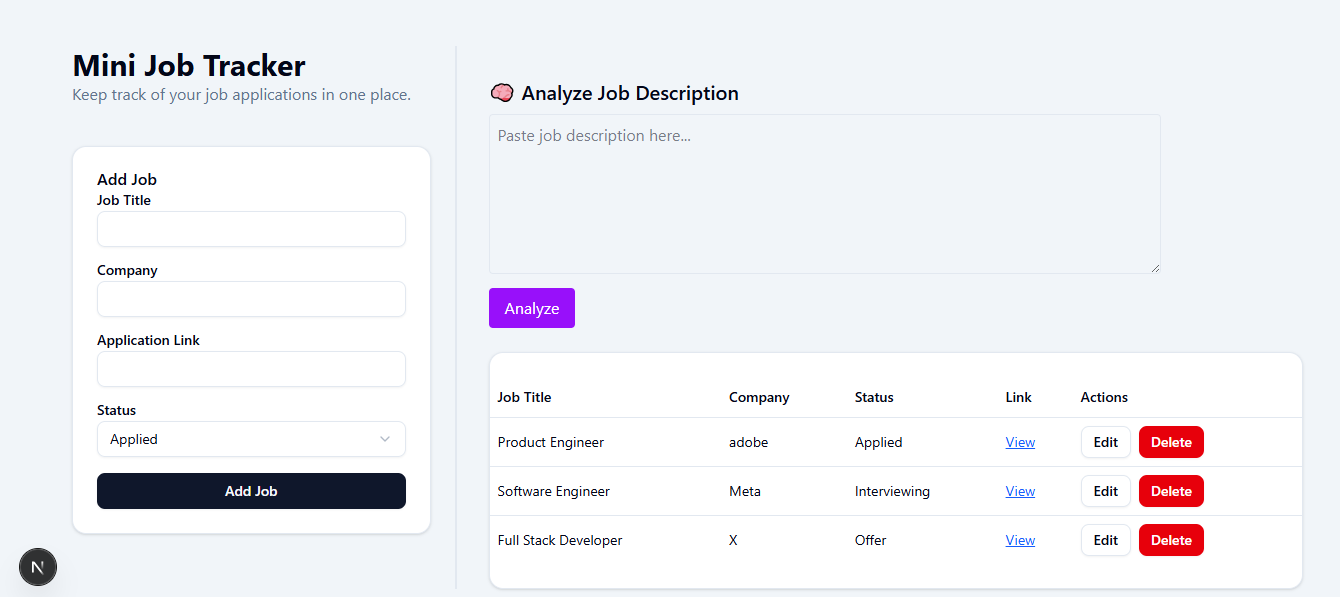 Mini Job Tracker
Keep track of your job applications in one place.
Add Job
Job Title
Company
Application Link
Status
Applied
Add Job
N
🧠 Analyze Job Description
Paste job description here...
Analyze
Job Title Company Status Link Actions
Product Engineer adobe Applied View Edit Delete
Software Engineer Meta Interviewing View Edit Delete
Full Stack Developer X Offer View Edit Delete